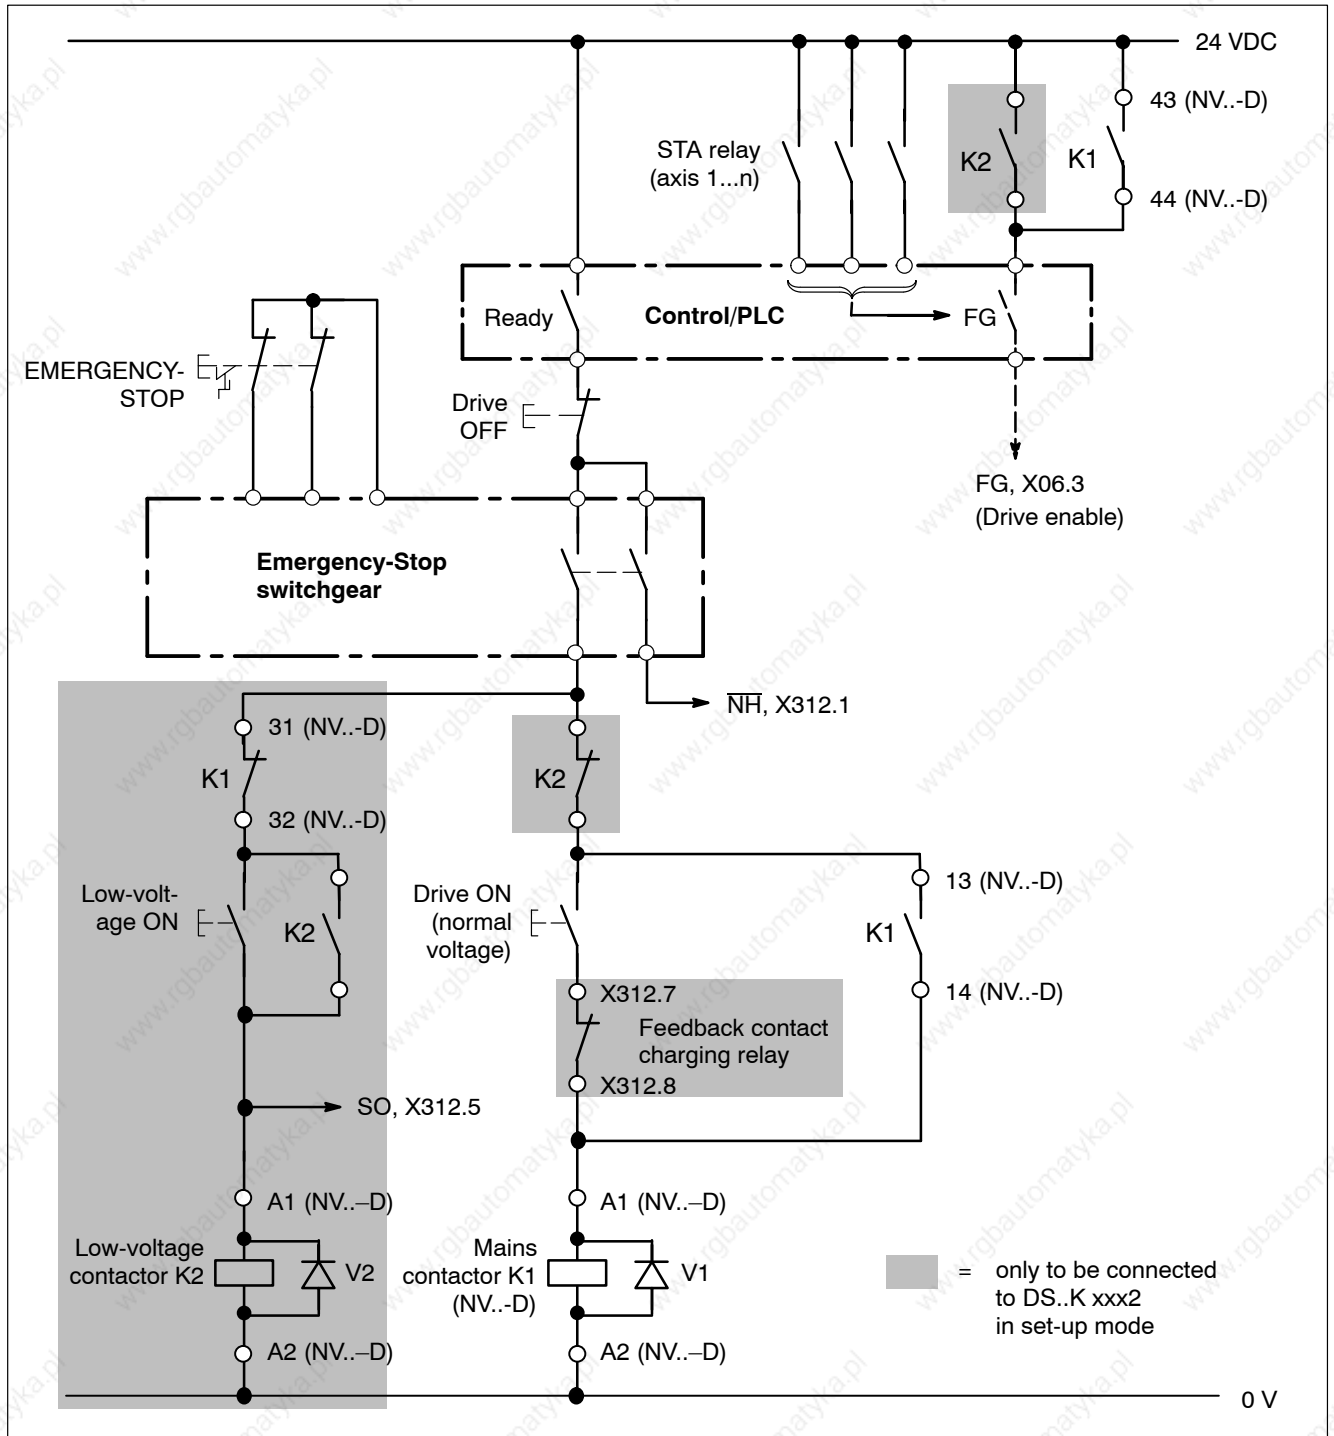 24 VDC
43 (NV..-D)
STA relay
(axis 1...n)
K2
K1
44 (NV..-D)
Ready
Control/PLC
FG
EMERGENCY-
STOP
Drive
OFF
FG, X06.3
(Drive enable)
Emergency-Stop
switchgear
NH, X312.1
31 (NV..-D)
K1
K2
32 (NV..-D)
Low-volt-
age ON
K2
Drive ON
(normal
voltage)
13 (NV..-D)
K1
14 (NV..-D)
X312.7
Feedback contact
charging relay
X312.8
SO, X312.5
A1 (NV..–D)
A1 (NV..–D)
Low-voltage
contactor K2
V2
Mains
contactor K1
(NV..-D)
V1
= only to be connected
to DS..K xxx2
in set-up mode
A2 (NV..–D)
A2 (NV..–D)
0 V
www.rgbautomatyka.pl